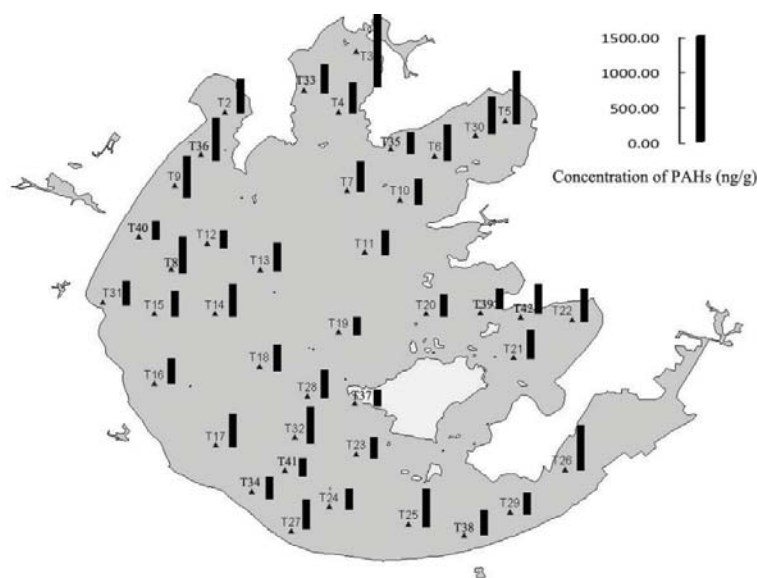 1500.00
1000.00
500.00
0.00
Concentration of PAHs (ng/g)
T3
T33
T2
T4
T5
T30
T35
T36
T6
T9
T7
T10
T40
T12
T8
T13
T11
T31
T15
T14
T20
T39
T42
T22
T19
T21
T18
T16
T28
T37
T17
T32
T23
T41
T26
T34
T24
T27
T25
T29
T38